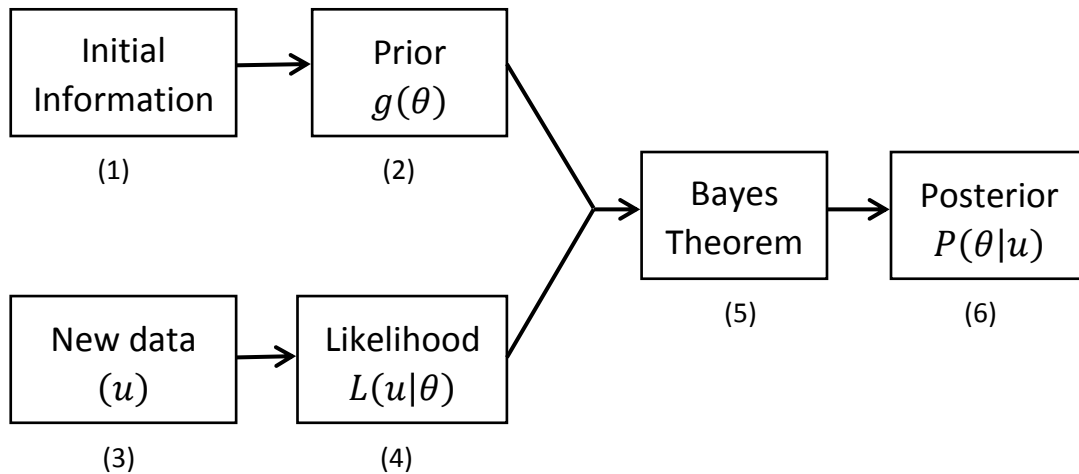 Initial
Information
(1)
Prior
g(θ)
(2)
New data
(u)
(3)
Likelihood
L(u|θ)
(4)
Bayes
Theorem
(5)
Posterior
P(θ|u)
(6)